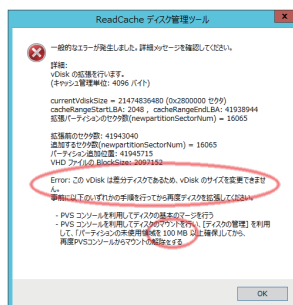 ReadCache ディスク管理ツール
一般的なエラーが発生しました。詳細メッセージを確認してください。
詳細:
vDisk の拡張を行います。
(キャッシュ管理単位: 4096 バイト)
currentVdiskSize = 21474836480 (0x2800000 セクタ)
cacheRangeStartLBA: 2048 , cacheRangeEndLBA: 41938944
拡張パーティションのセクタ数(newpartitionSectorNum) = 16065
拡張前のセクタ数: 41943040
追加するセクタ数(newpartitionSectorNum) = 16065
パーティション追加位置: 41945715
VHD ファイルの BlockSize: 2097152
Error: この vDisk は差分ディスクであるため、vDisk のサイズを変更できませ
ん。
事前に以下のいずれかの手順を行ってから再度ディスクを拡張してください。
- PVS コンソールを利用してディスクの基本のマージを行う
- PVS コンソールを利用してディスクのマウントを行い、[ディスクの管理] を利用
して、「パーティションの未使用領域を 100 MB 以上確保」してから、
再度PVSコンソールからマウントの解除をする
OK